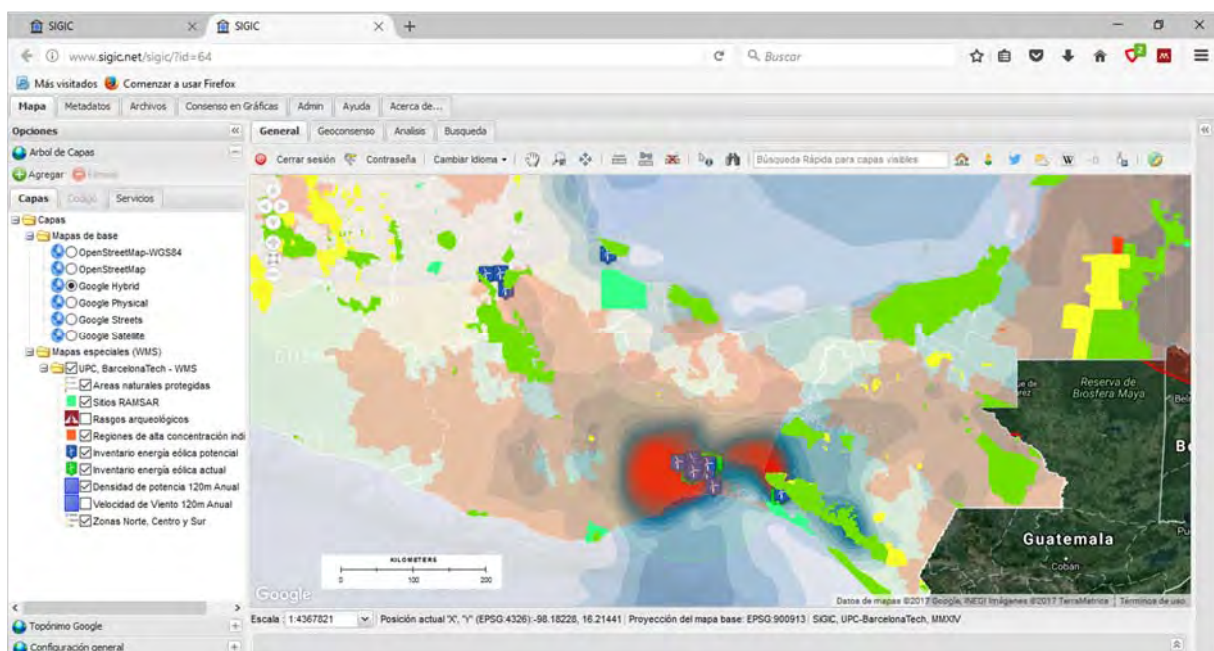 SIGIC
SIGIC
www.sigic.net/sigic/?id=64
Buscar
2
Más visitados Comenzar a usar Firefox
Mapa Metadatos Archivos Consenso en Gráficas Admin Ayuda Acerca de...
Opciones
General Geoconsenso Analisis Busqueda
Arbol de Capas
Cerrar sesión Contraseña Cambiar Idioma Búsqueda Rápida para capas visibles W
Agregar
Capas Servicios
Capas
Mapas de base
OpenStreetMap-WGS84
OpenStreetMap
Google Hybrid
Google Physical
Google Streets
Google Satelite
Mapas especiales (WMS)
UPC, BarcelonaTech - WMS
Areas naturales protegidas
Sitios RAMSAR
Rasgos arqueológicos
Regiones de alta concentración indi
Inventario energía eólica potencial
Inventario energía eólica actual
Densidad de potencia 120m Anual
Velocidad de Viento 120m Anual
Zonas Norte, Centro y Sur
Reserva de
Biosfera Maya
Guatemala
Cobán
KILOMETERS
0 100 200
Google
Datos de mapas ©2017 Google, INEGI Imágenes ©2017 TerraMetrics Términos de uso
Escala : 1:4367821 Posición actual "X", "Y" (EPSG:4326):-98.18228, 16.21441 Proyección del mapa base: EPSG:900913 SIGIC, UPC-BarcelonaTech, MMXIV
Topónimo Google
Configuración general